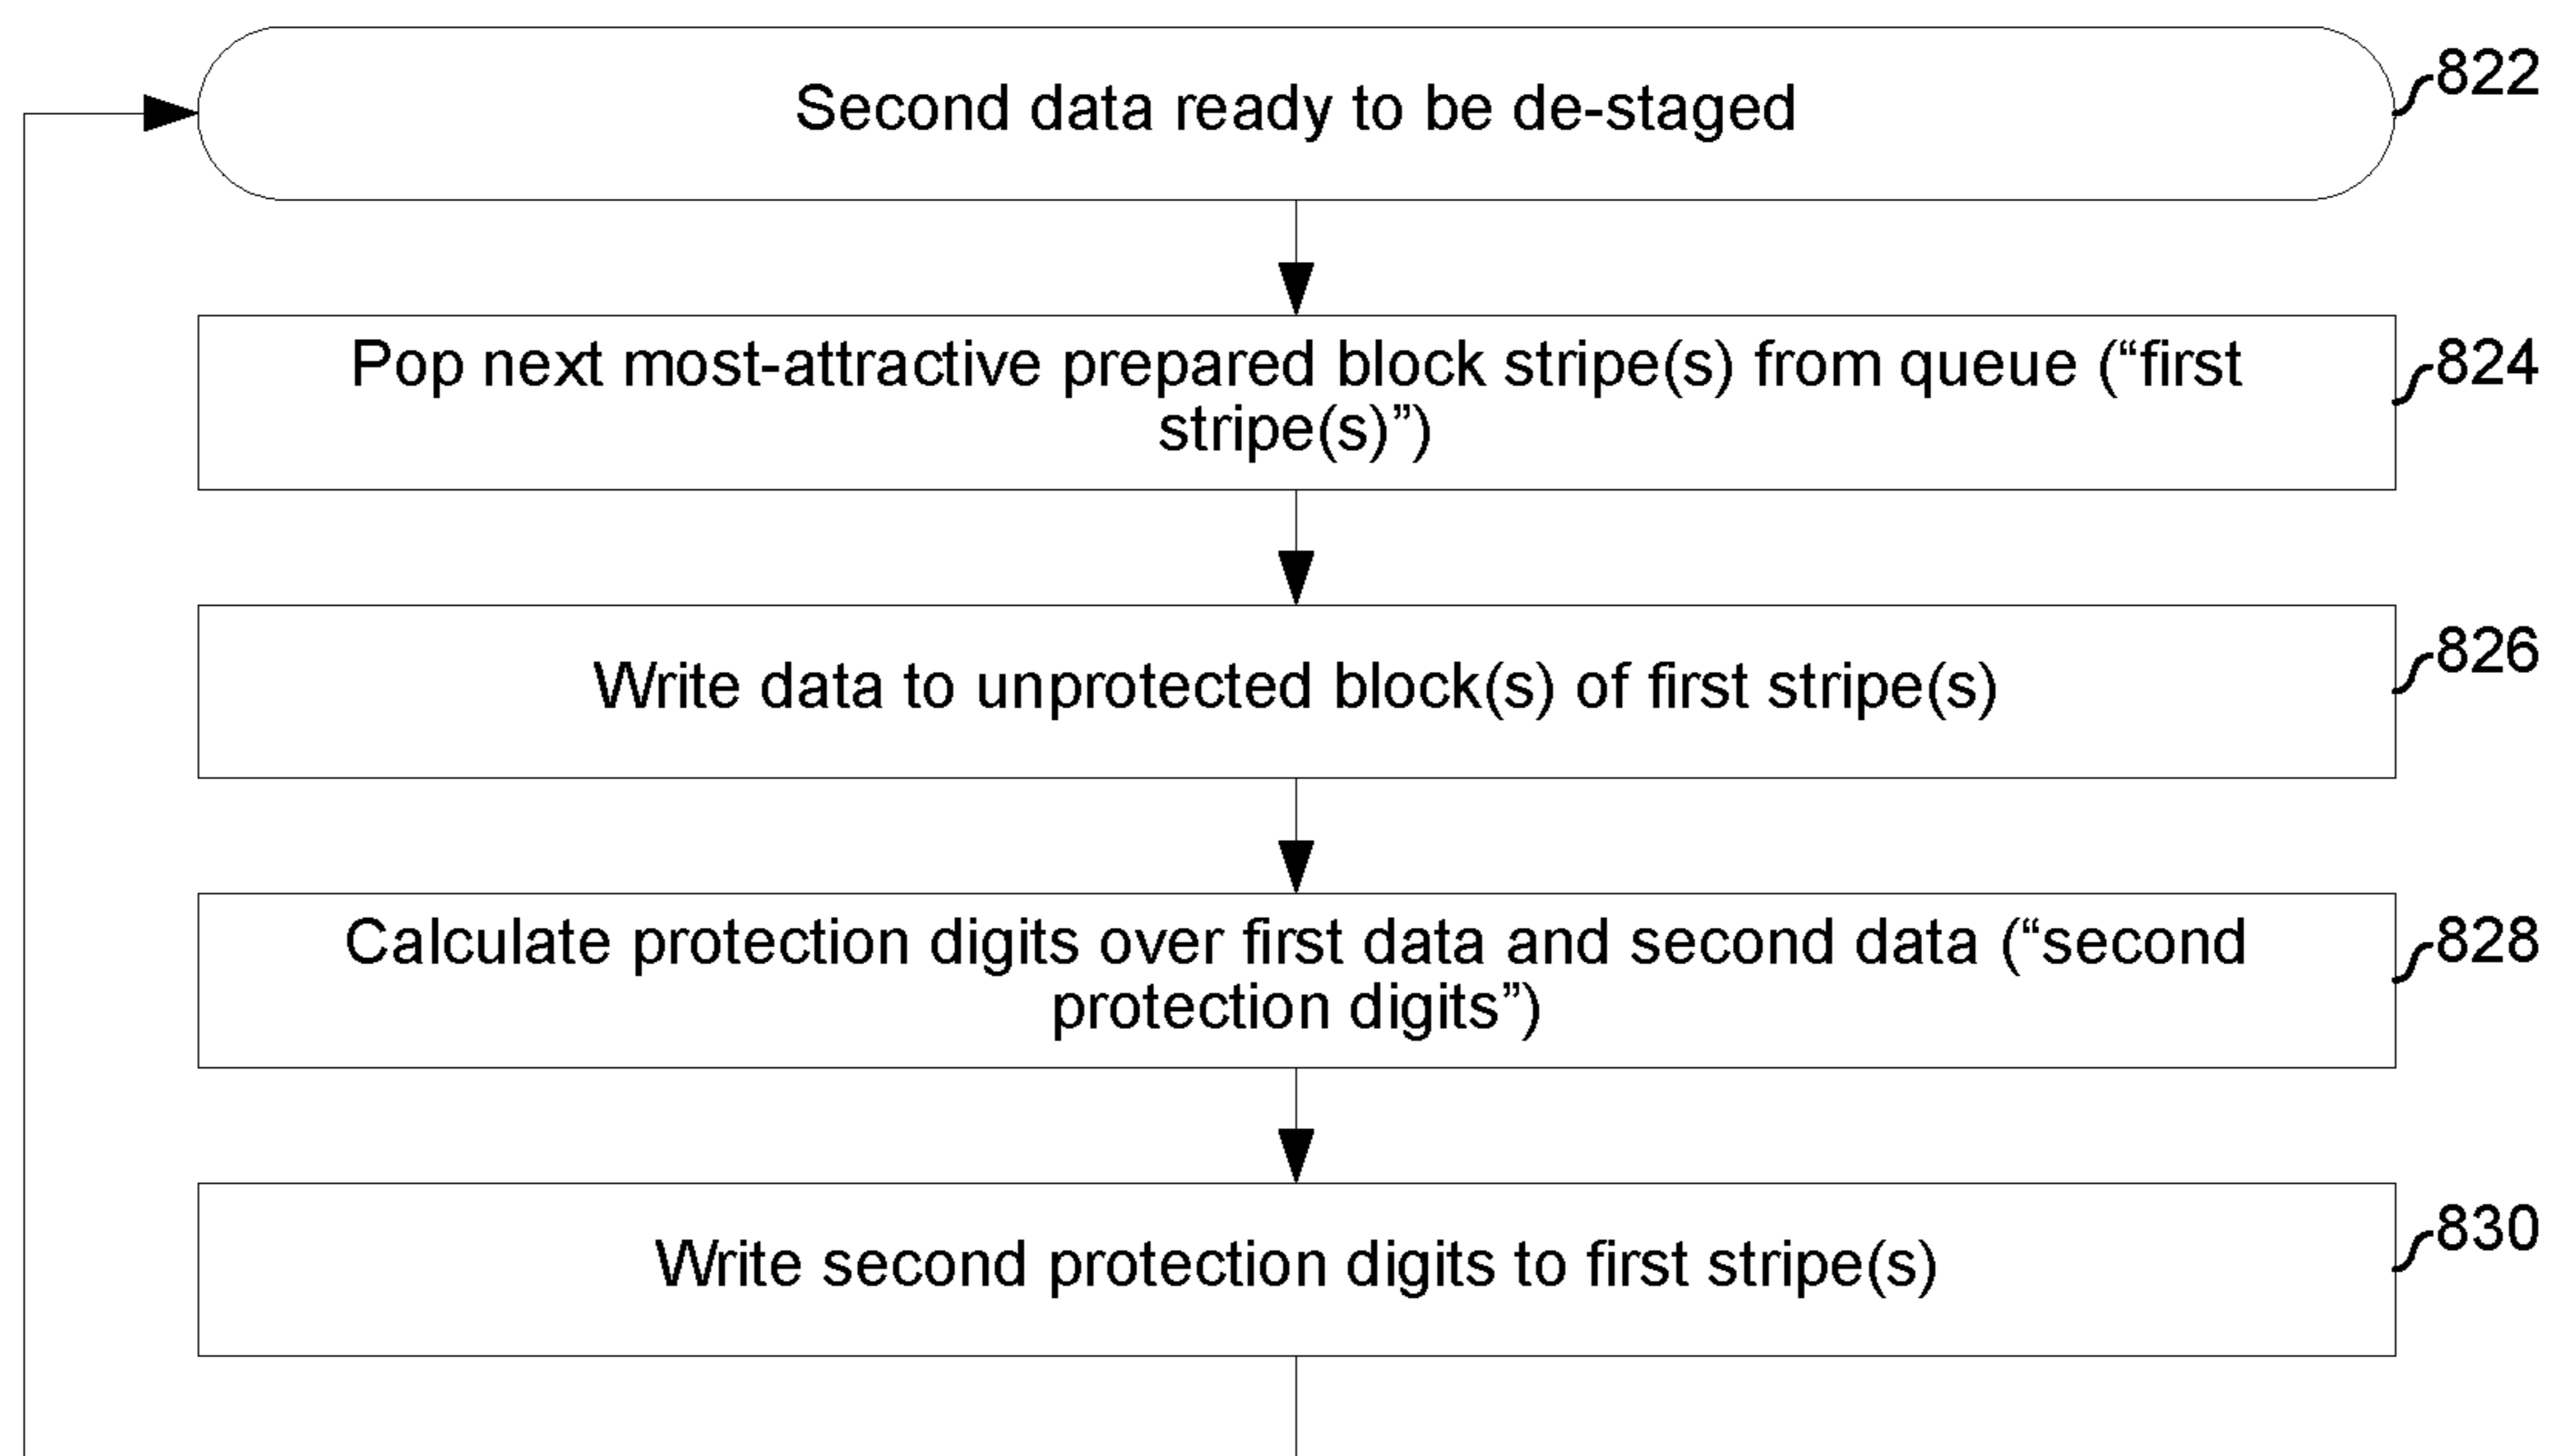 Second data ready to be de-staged
822
Pop next most-attractive prepared block stripe(s) from queue (“first
stripe(s)”)
824
Write data to unprotected block(s) of first stripe(s)
826
Calculate protection digits over first data and second data (“second
protection digits”)
828
Write second protection digits to first stripe(s)
830